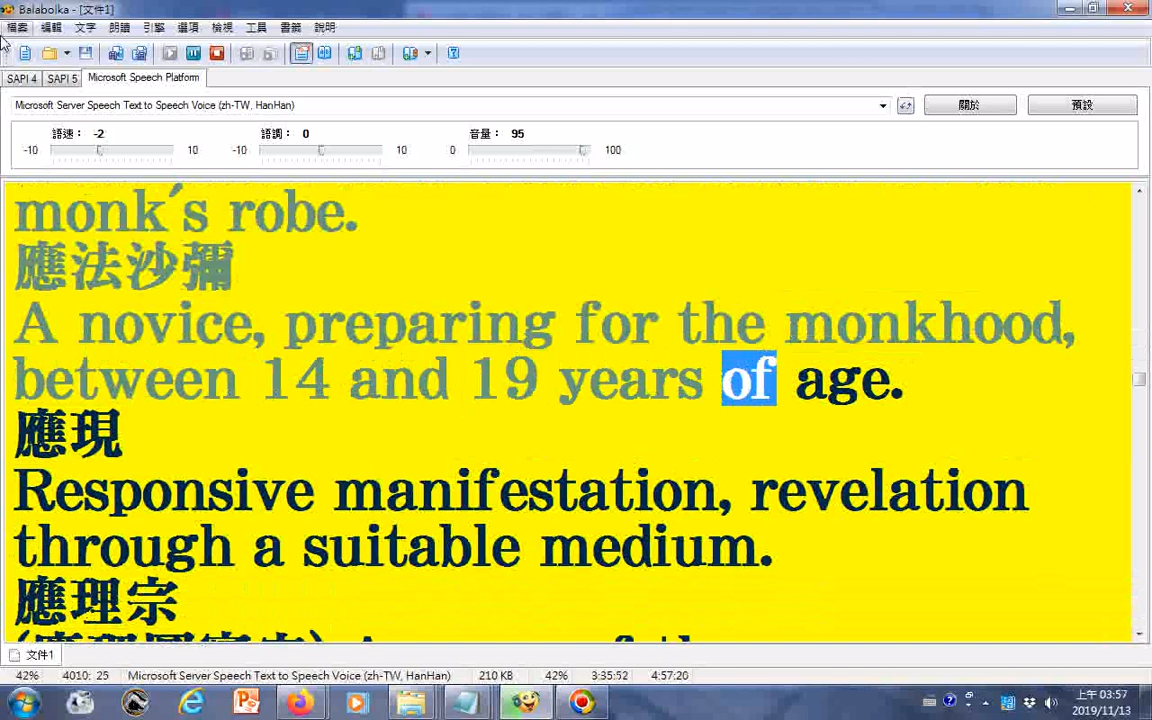 Balabolka - [文件1]
檔案 編輯 文字 朗讀 引擎 選項 檢視 工具 書籤 說明
SAPI 4 SAPI 5 Microsoft Speech Platform
Microsoft Server Speech Text to Speech Voice (zh-TW, HanHan) 關於 預設
語速： -2 語調： 0 音量： 95
-10 10 -10 10 0 100
monk´s robe.
應法沙彌
A novice, preparing for the monkhood,
between 14 and 19 years of age.
應現
Responsive manifestation, revelation
through a suitable medium.
應理宗
文件1
42% 4010: 25 Microsoft Server Speech Text to Speech Voice (zh-TW, HanHan) 210 KB 42% 3:35:52 4:57:20
上午 03:57
2019/11/13